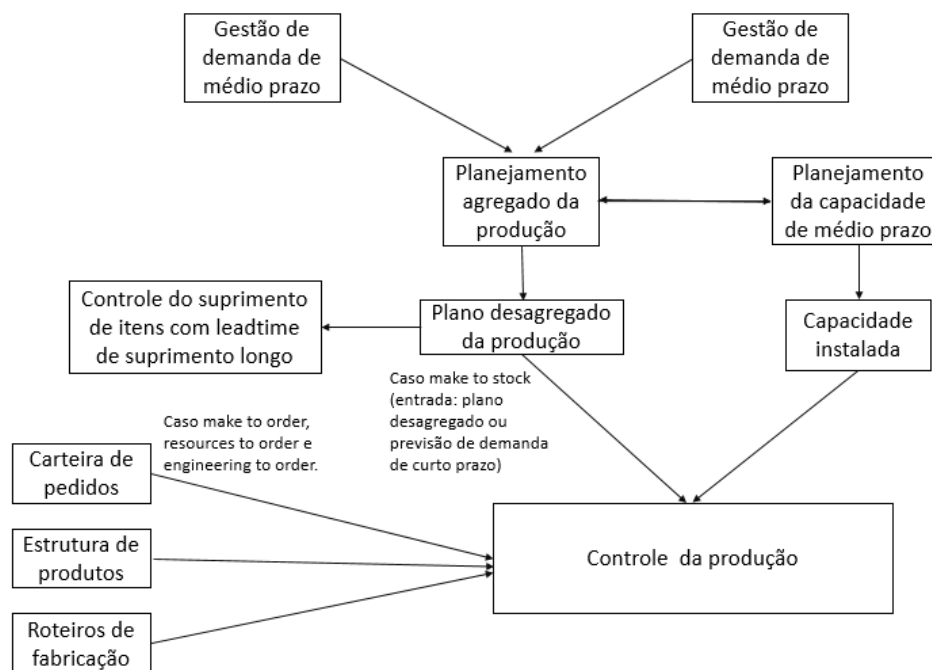 Gestão de
demanda de
médio prazo
Gestão de
demanda de
médio prazo
Planejamento
agregado da
produção
Planejamento
da capacidade
de médio prazo
Controle do suprimento
de itens com leadtime
de suprimento longo
Plano desagregado
da produção
Capacidade
instalada
Caso make to stock
(entrada: plano
desagregado ou
previsão de demanda
de curto prazo)
Caso make to order,
resources to order e
engineering to order.
Carteira de
pedidos
Estrutura de
produtos
Controle da produção
Roteiros de
fabricação